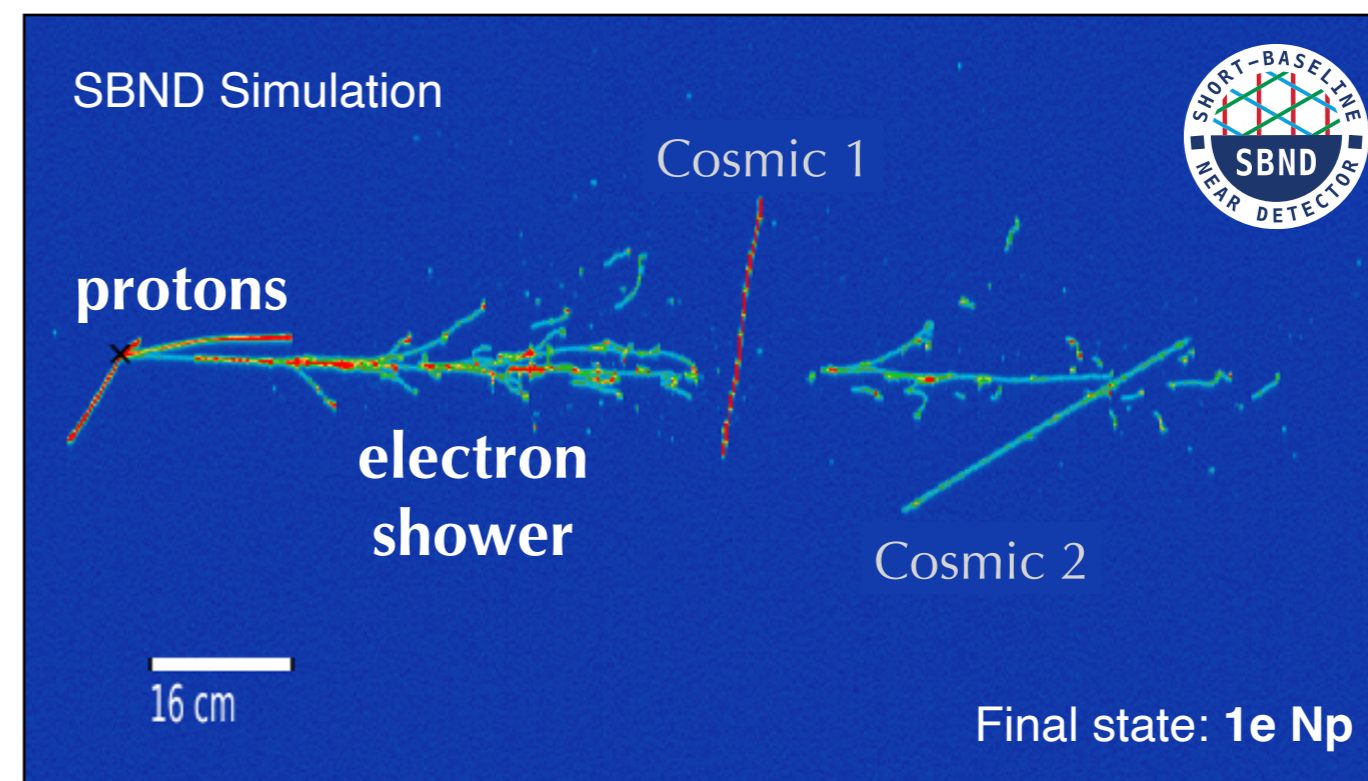 SBND Simulation
SHORT-BASELINE
SBND
NEAR DETECTOR
Cosmic 1
protons
electron
shower
Cosmic 2
16 cm
Final state: 1e Np